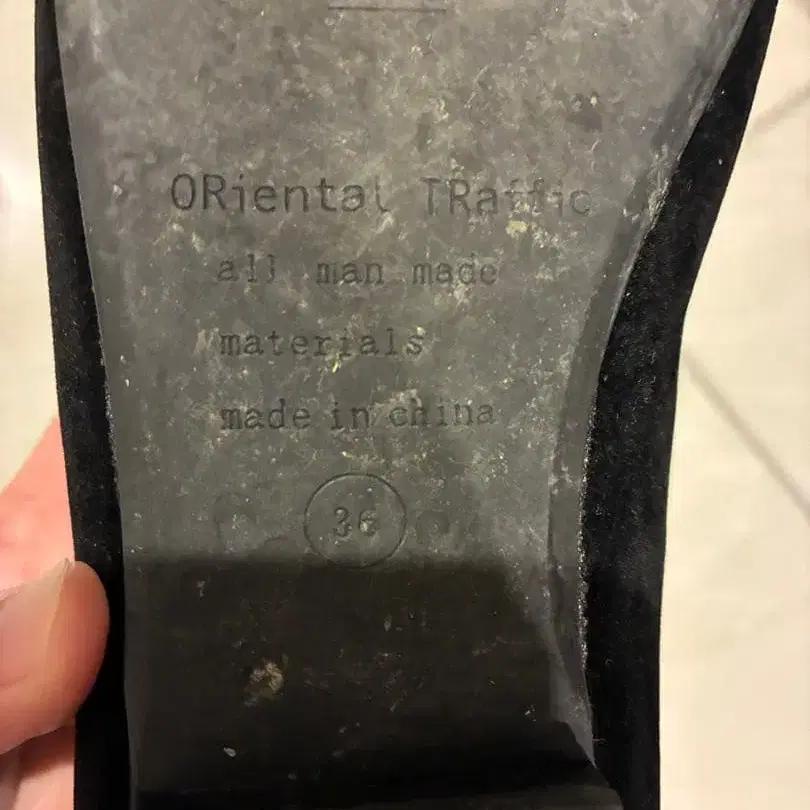 ORiental TRaffic
all man made
materials
made in china
36